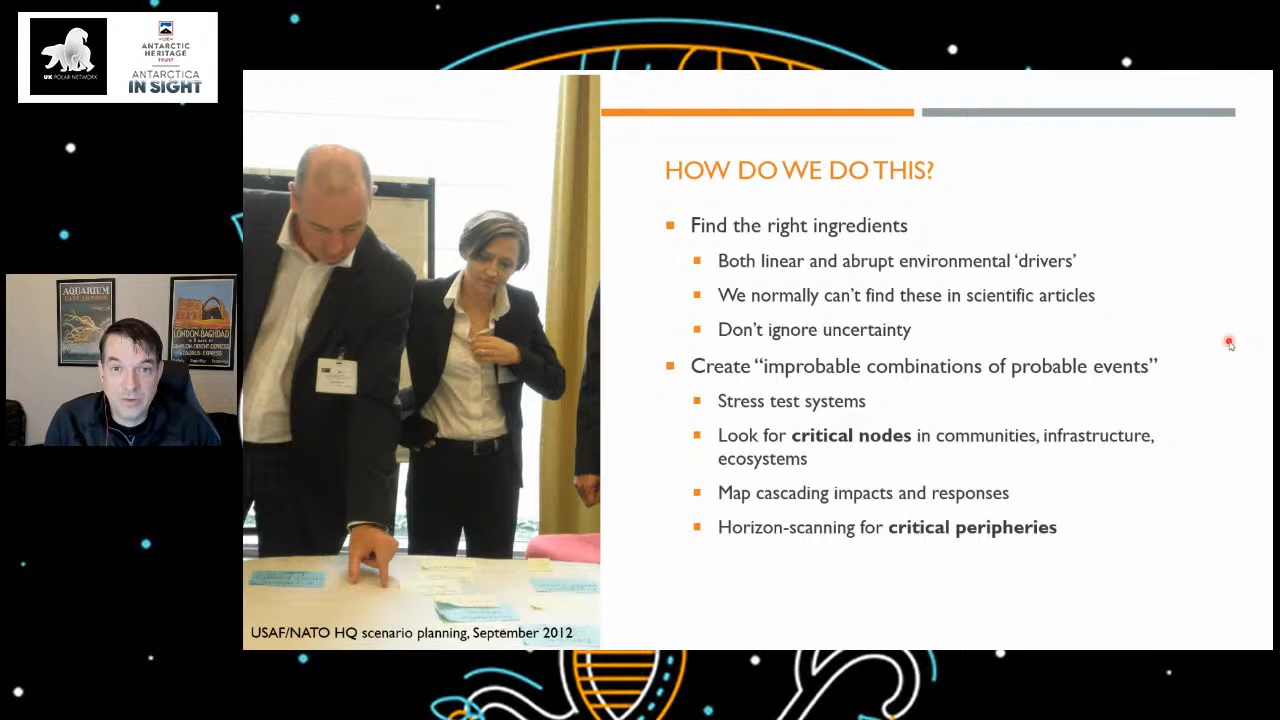 UK POLAR NETWORK
UK
ANTARCTIC
HERITAGE
TRUST
ANTARCTICA
IN SIGHT
AQUARIUM
LONDON-BAGHDAD
HOW DO WE DO THIS?
Find the right ingredients
Both linear and abrupt environmental ‘drivers’
We normally can’t find these in scientific articles
Don’t ignore uncertainty
Create “improbable combinations of probable events”
Stress test systems
Look for critical nodes in communities, infrastructure,
ecosystems
Map cascading impacts and responses
Horizon-scanning for critical peripheries
USAF/NATO HQ scenario planning, September 2012